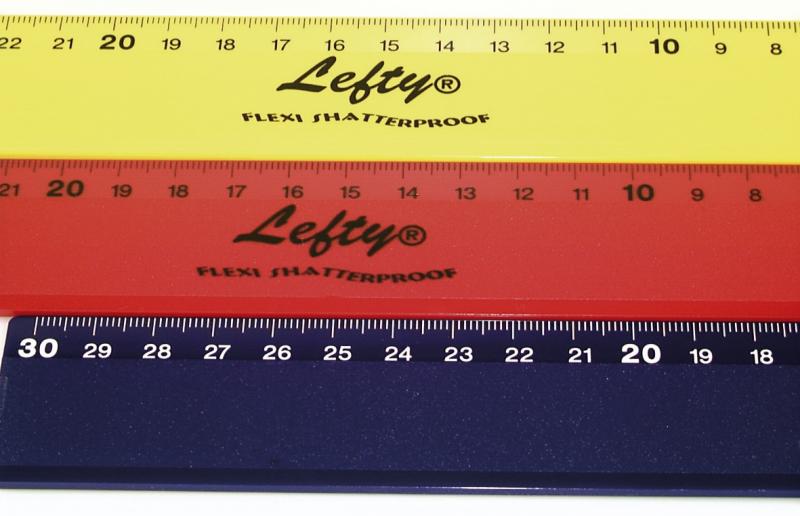 22 21 20 19 18 17 16 15 14 13 12 11 10 9 8
Lefty®
FLEXI SHATTERPROOF
21 20 19 18 17 16 15 14 13 12 11 10 9 8
Lefty®
FLEXI SHATTERPROOF
30 29 28 27 26 25 24 23 22 21 20 19 18